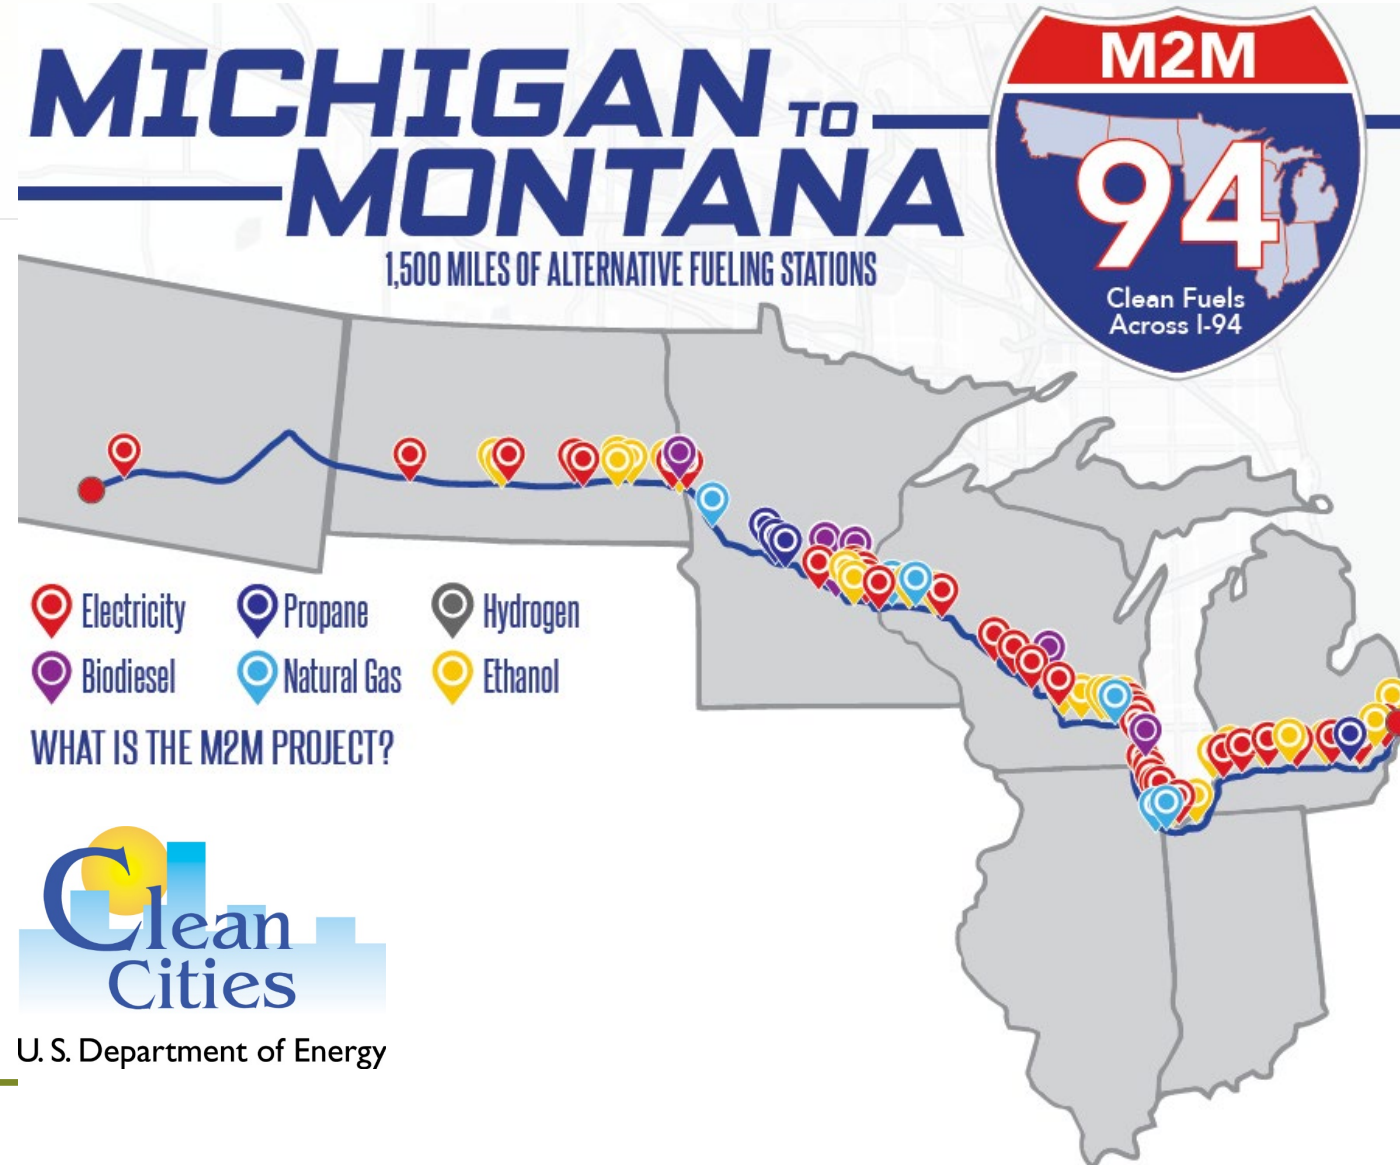 MICHIGAN TO
MONTANA
1,500 MILES OF ALTERNATIVE FUELING STATIONS
M2M
94
Clean Fuels
Across I-94
Electricity
Propane
Hydrogen
Biodiesel
Natural Gas
Ethanol
WHAT IS THE M2M PROJECT?
Clean
Cities
U. S. Department of Energy